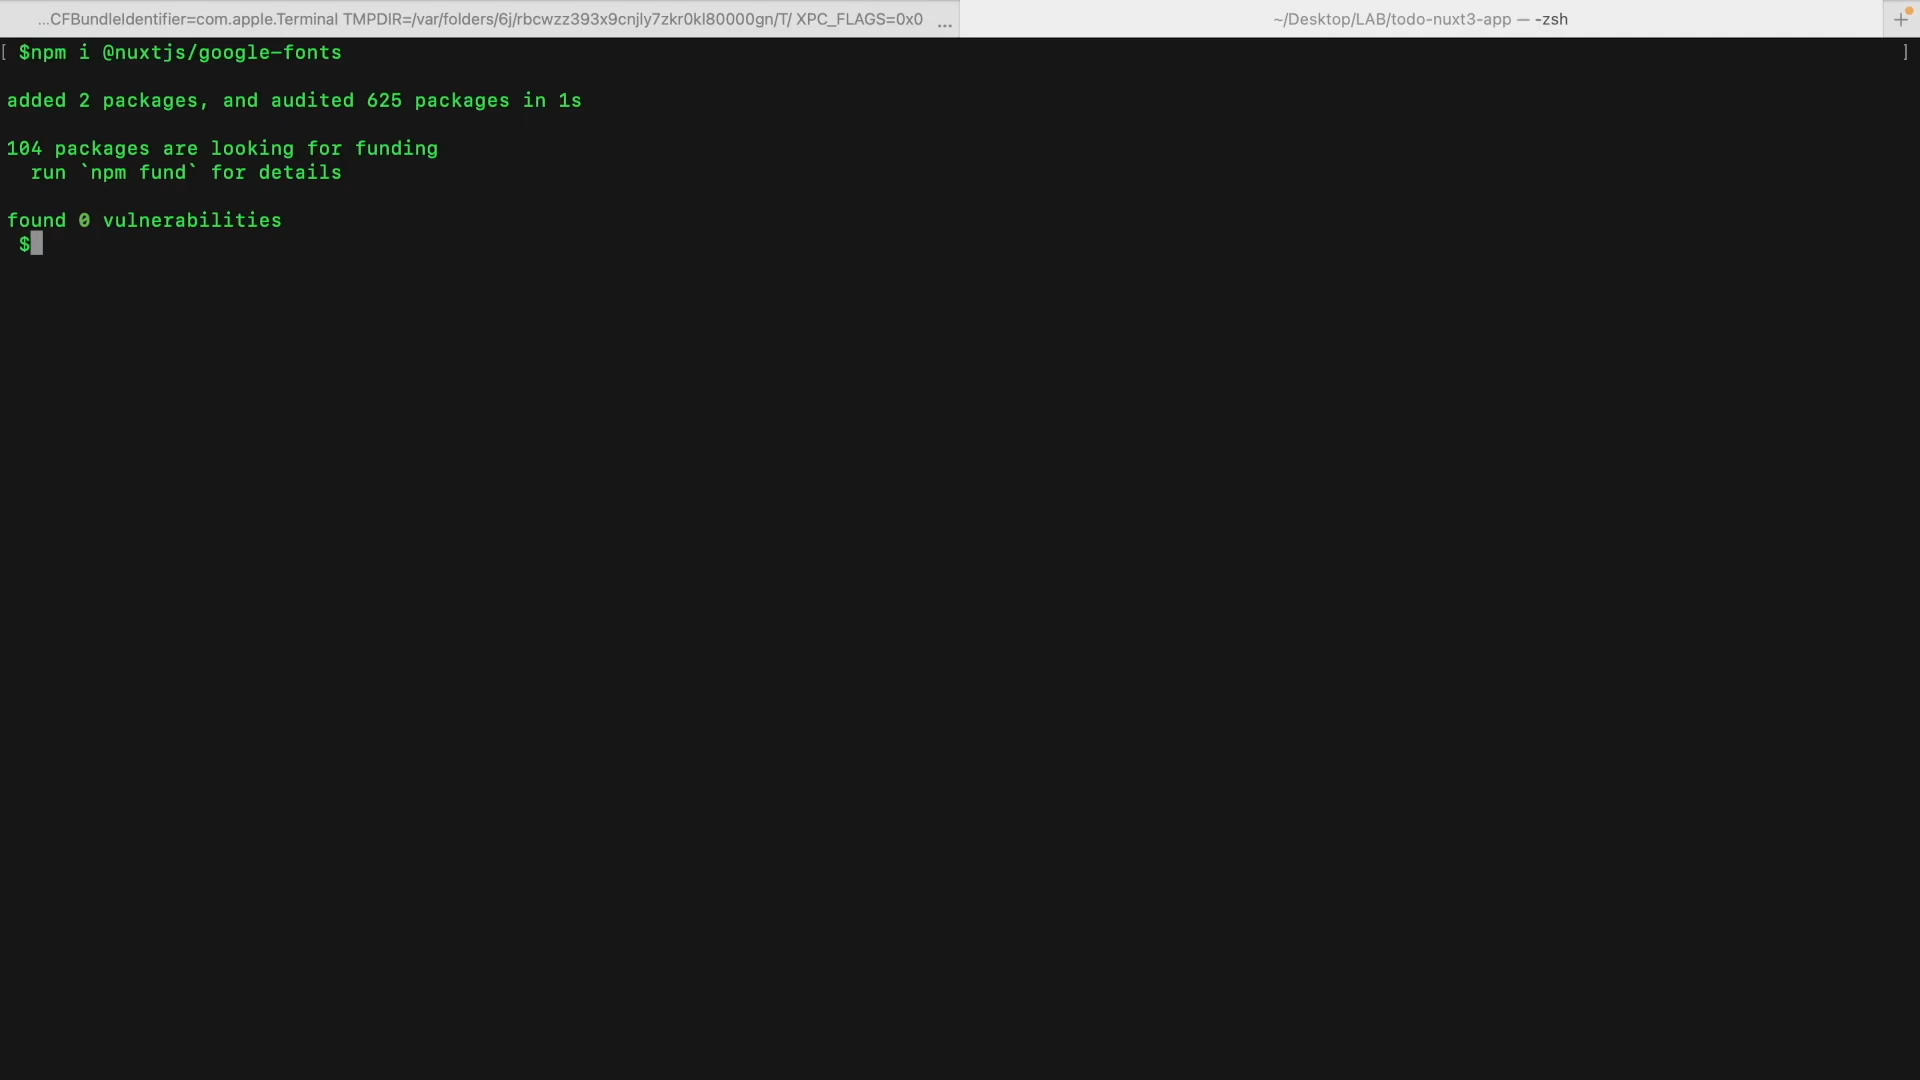 ...CFBundleIdentifier=com.apple.Terminal TMPDIR=/var/folders/6j/rbcwzz393x9cnjly7zkr0kl80000gn/T/ XPC_FLAGS=0x0 ...
~/Desktop/LAB/todo-nuxt3-app — -zsh
[ $npm i @nuxtjs/google-fonts ]
added 2 packages, and audited 625 packages in 1s
104 packages are looking for funding
run `npm fund` for details
found 0 vulnerabilities
$